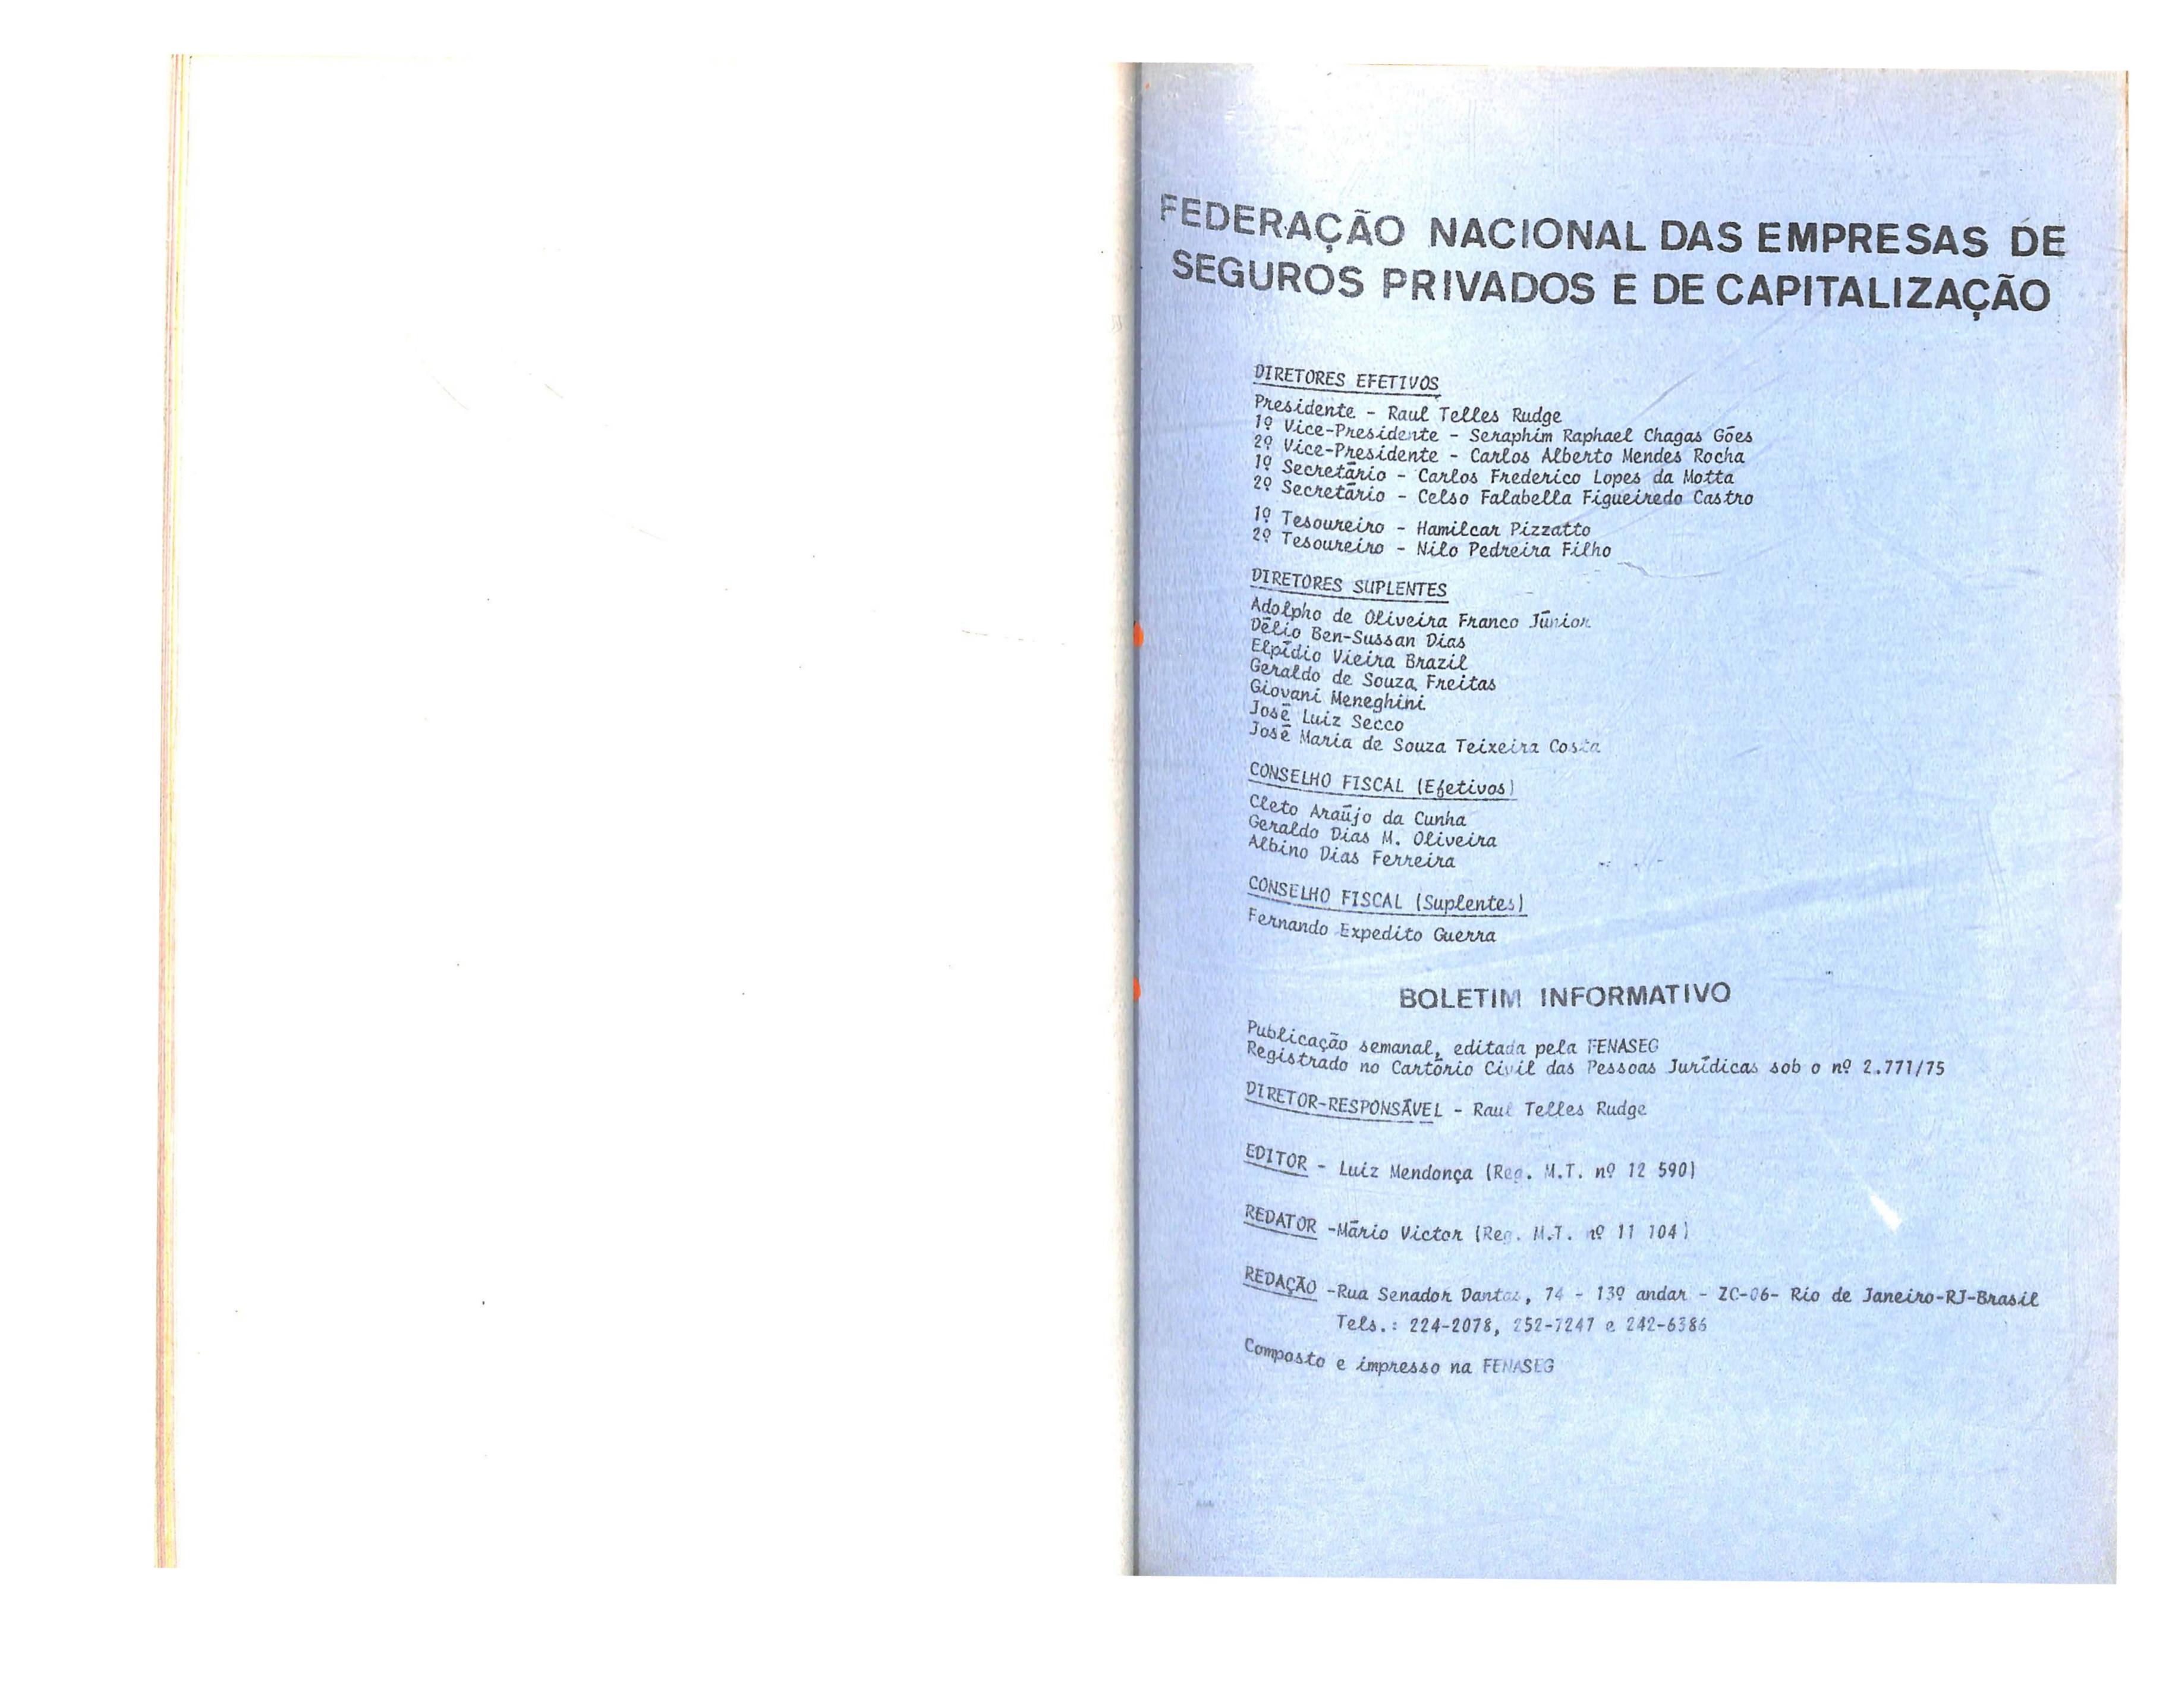 FEDERAÇÃO NACIONAL DAS EMPRESAS DE
SEGUROS PRIVADOS E DE CAPITALIZAÇÃO
DIRETORES EFETIVOS
Presidente - Raul Telles Rudge
1º Vice-Presidente - Seraphim Raphael Chagas Góes
2º Vice-Presidente - Carlos Alberto Mendes Rocha
1º Secretário - Carlos Frederico Lopes da Motta
2º Secretário - Celso Falabella Figueiredo Castro
1º Tesoureiro - Hamilcar Pizzatto
2º Tesoureiro - Nilo Pedreira Filho
DIRETORES SUPLENTES
Adolpho de Oliveira Franco Júnior
Délio Ben-Sussan Dias
Elpídio Vieira Brazil
Geraldo de Souza Freitas
Giovani Meneghini
José Luiz Secco
José Maria de Souza Teixeira Costa
CONSELHO FISCAL (Efetivos)
Cleto Araújo da Cunha
Geraldo Dias M. Oliveira
Albino Dias Ferreira
CONSELHO FISCAL (Suplentes)
Fernando Expedito Guerra
BOLETIM INFORMATIVO
Publicação semanal, editada pela FENASEG
Registrado no Cartório Civil das Pessoas Jurídicas sob o nº 2.771/75
DIRETOR-RESPONSÁVEL - Raul Telles Rudge
EDITOR - Luiz Mendonça (Reg. M.T. nº 12 590)
REDATOR -Mário Victor (Reg. M.T. nº 11 104)
REDAÇÃO -Rua Senador Dantas, 74 - 13º andar - ZC-06- Rio de Janeiro-RJ-Brasil
Tels.: 224-2078, 252-7247 e 242-6386
Composto e impresso na FENASEG